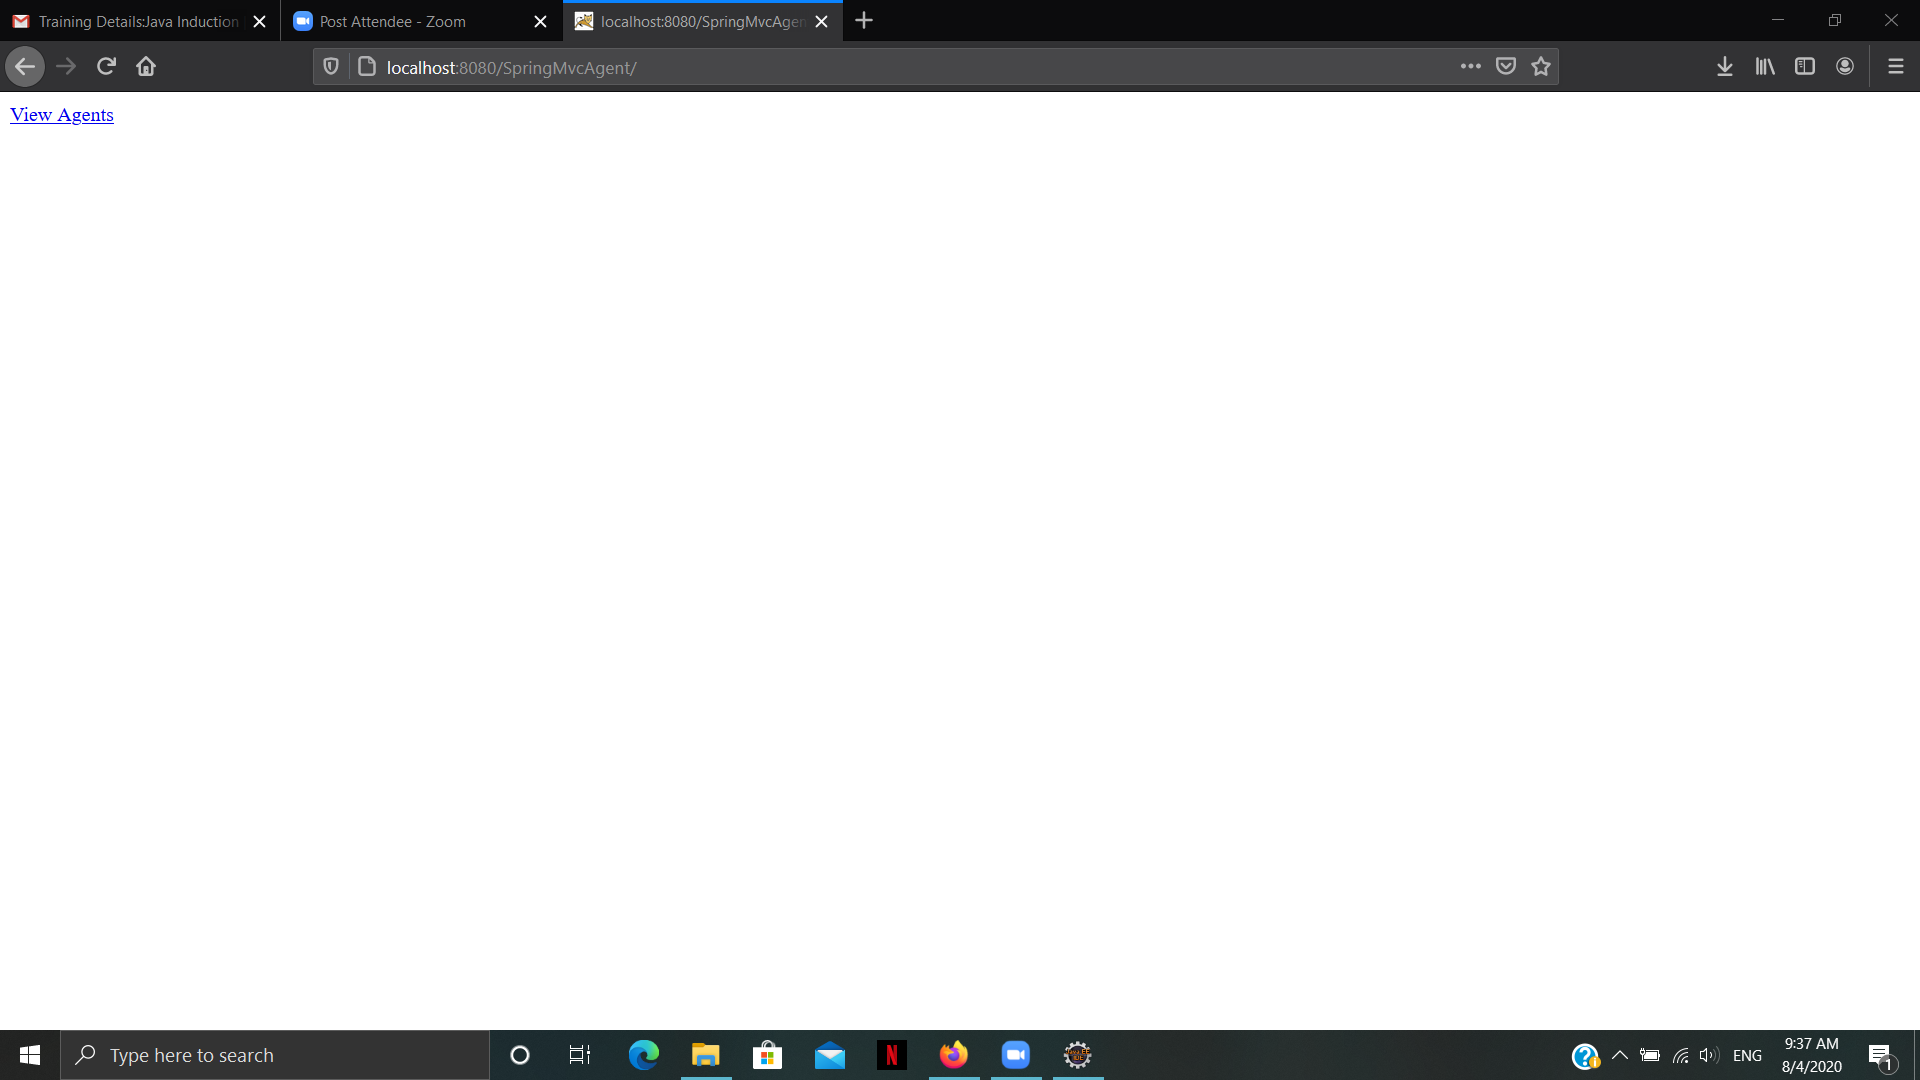 Training Details:Java Induction
Post Attendee - Zoom
localhost:8080/SpringMvcAgen
localhost:8080/SpringMvcAgent/
View Agents
Type here to search
N
ENG
9:37 AM
8/4/2020
1